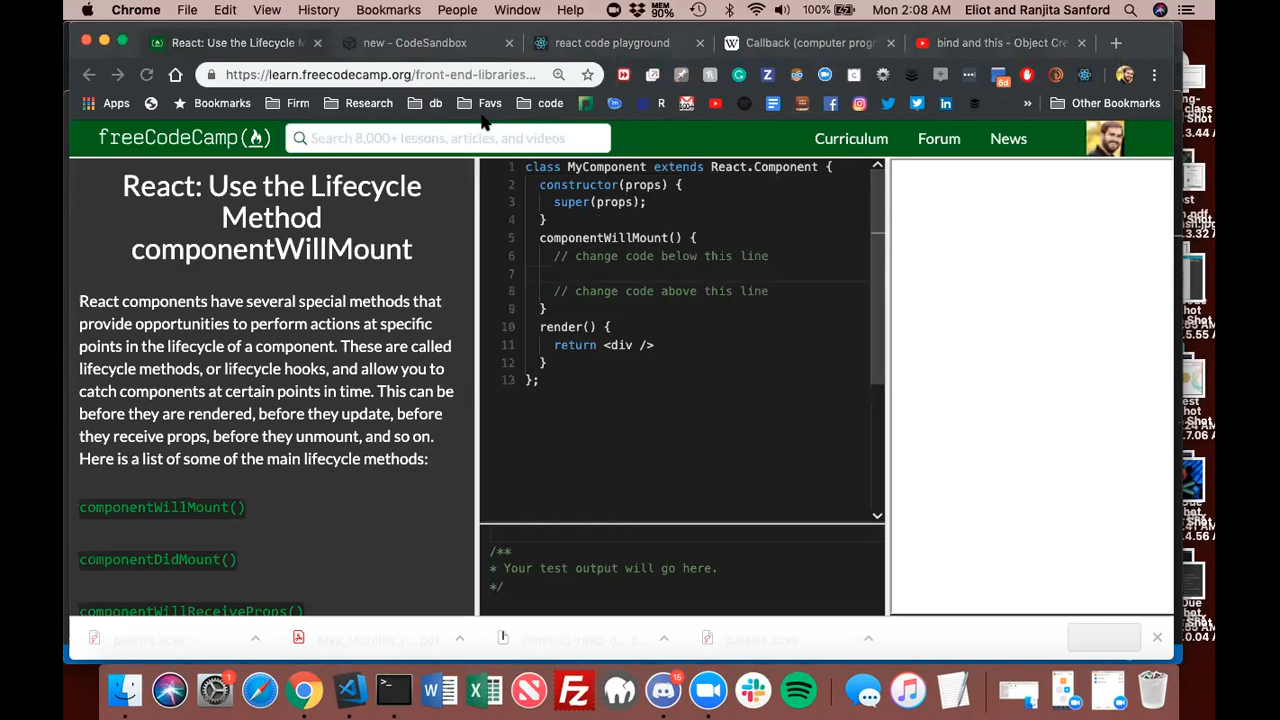 Chrome File Edit View History Bookmarks People Window Help MEM 90% 100% Mon 2:08 AM Eliot and Ranjita Sanford
React: Use the Lifecycle M
new - CodeSandbox
react code playground
Callback (computer prog
bind and this - Object Cre
https://learn.freecodecamp.org/front-end-libraries...
Apps Bookmarks Firm Research db Favs code Other Bookmarks
freeCodeCamp
Search 8,000+ lessons, articles, and videos
Curriculum Forum News
React: Use the Lifecycle
Method
componentWillMount
React components have several special methods that
provide opportunities to perform actions at specific
points in the lifecycle of a component. These are called
lifecycle methods, or lifecycle hooks, and allow you to
catch components at certain points in time. This can be
before they are rendered, before they update, before
they receive props, before they unmount, and so on.
Here is a list of some of the main lifecycle methods:
componentWillMount()
componentDidMount()
componentWillReceiveProps()
1 class MyComponent extends React.Component {
2 constructor(props) {
3 super(props);
4 }
5 componentWillMount() {
6 // change code below this line
7
8 // change code above this line
9 }
10 render() {
11 return <div />
12 }
13 };
/**
* Your test output will go here.
*/
palette.scss
palette.scss